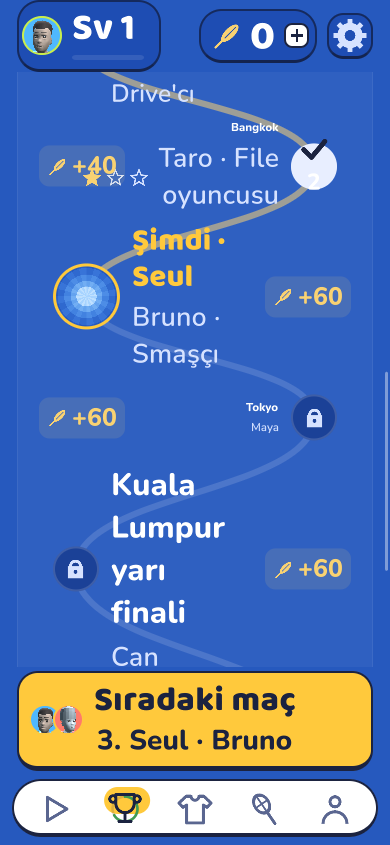 Sv 1
0
Drive'cı
Bangkok
+40
Taro · File
oyuncusu
2
Şimdi ·
Seul
Bruno ·
Smaşçı
+60
+60
Tokyo
Maya
Kuala
Lumpur
yarı
finali
+60
Can
Sıradaki maç
3. Seul · Bruno